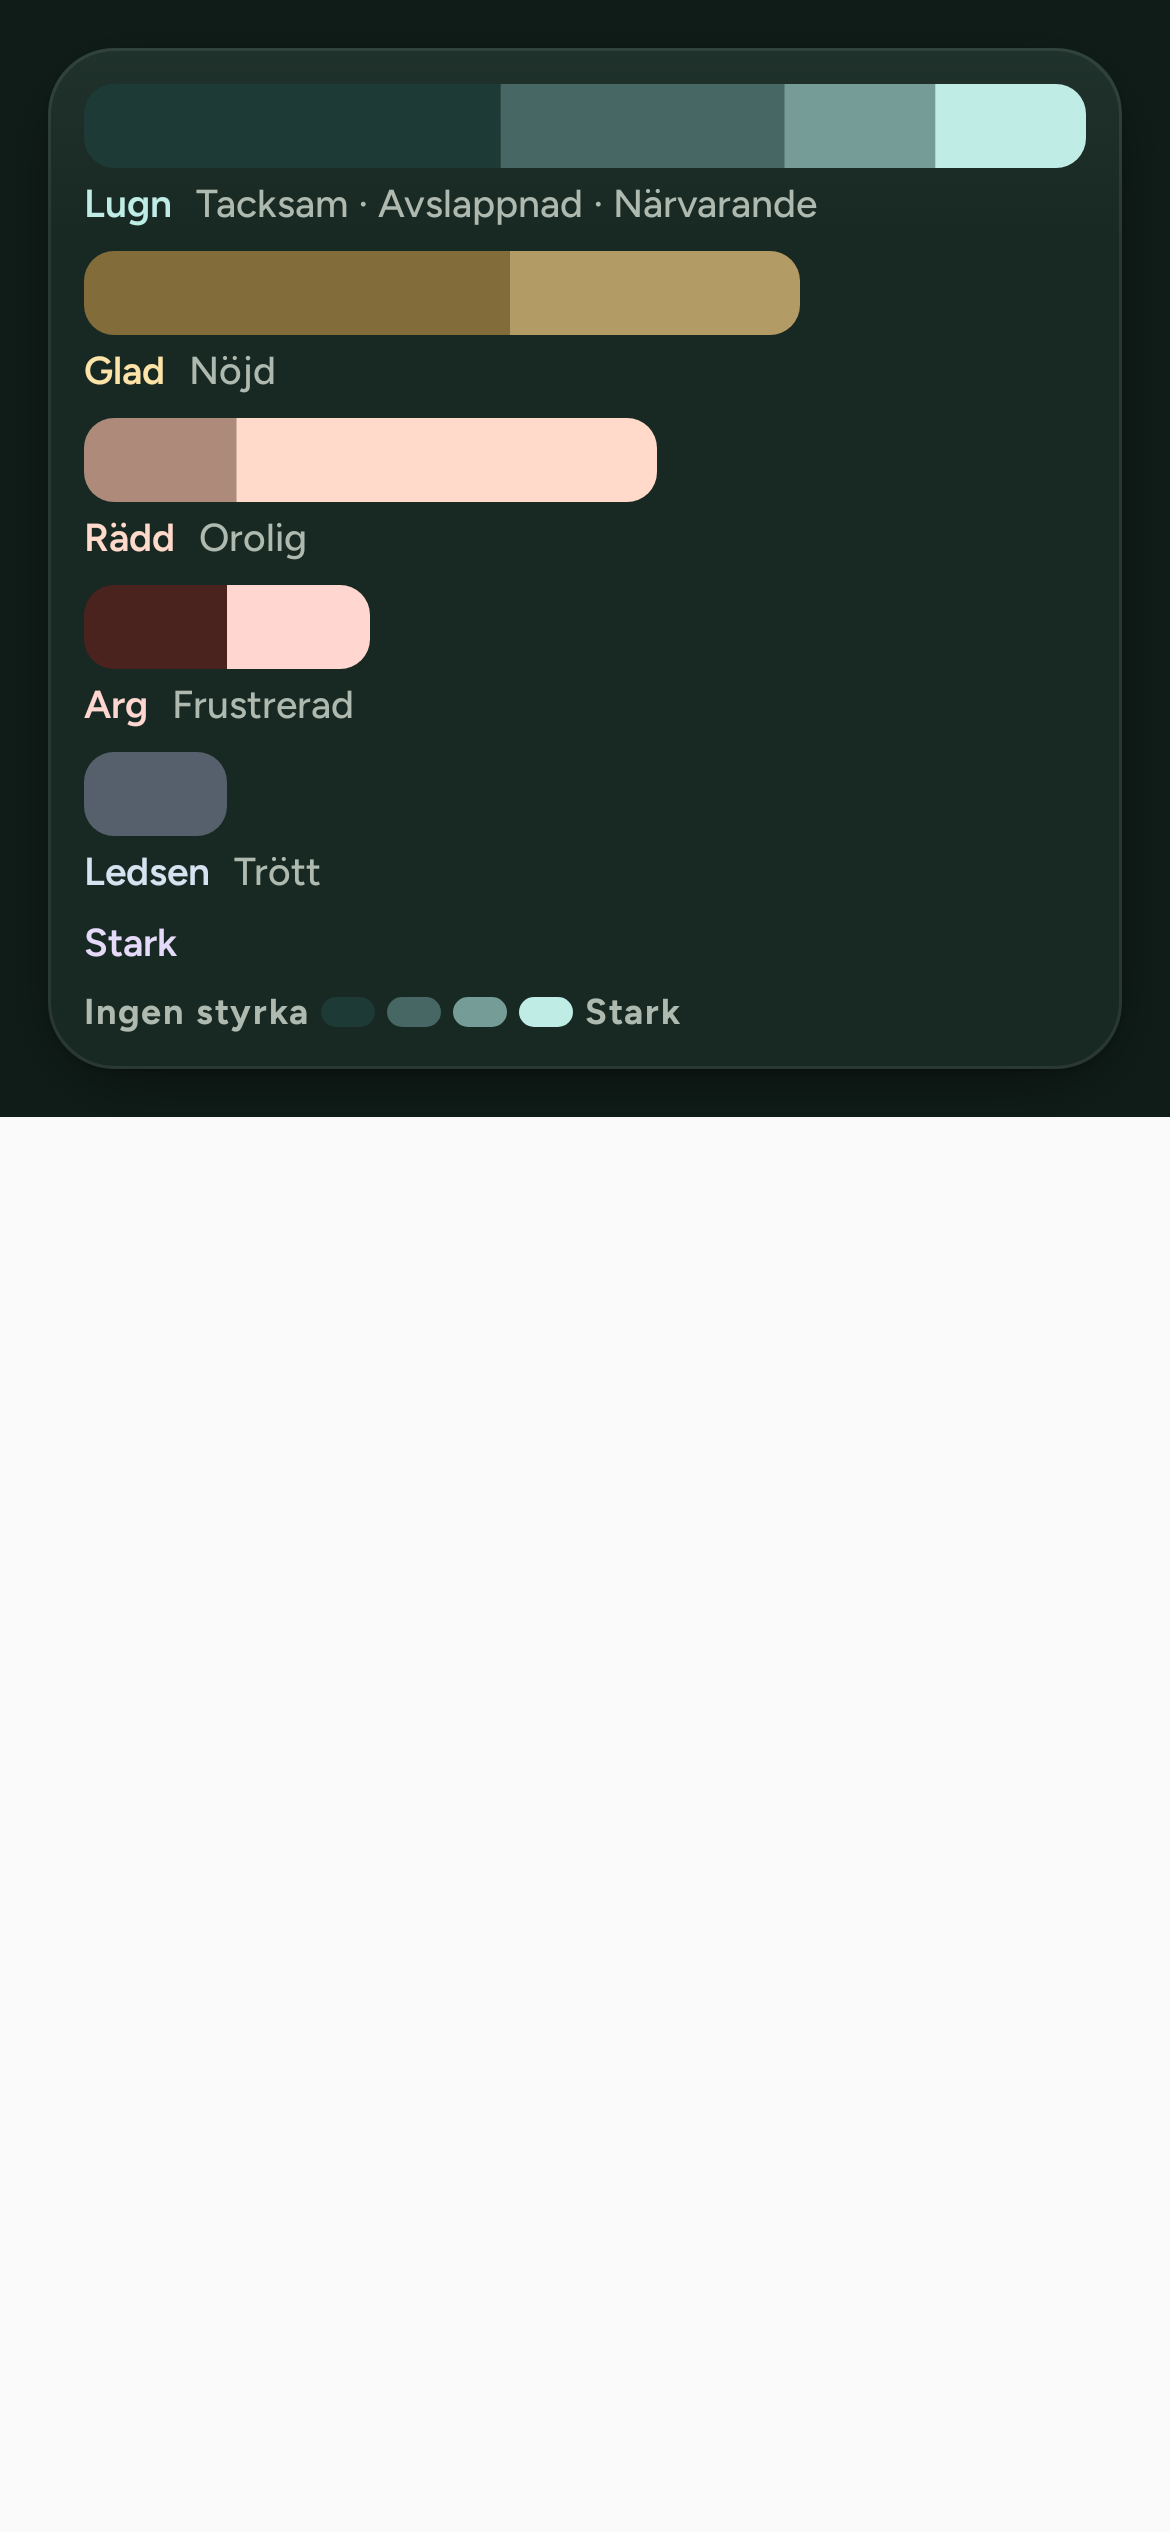 Lugn Tacksam · Avslappnad · Närvarande
Glad Nöjd
Rädd Orolig
Arg Frustrerad
Ledsen Trött
Stark
Ingen styrka Stark